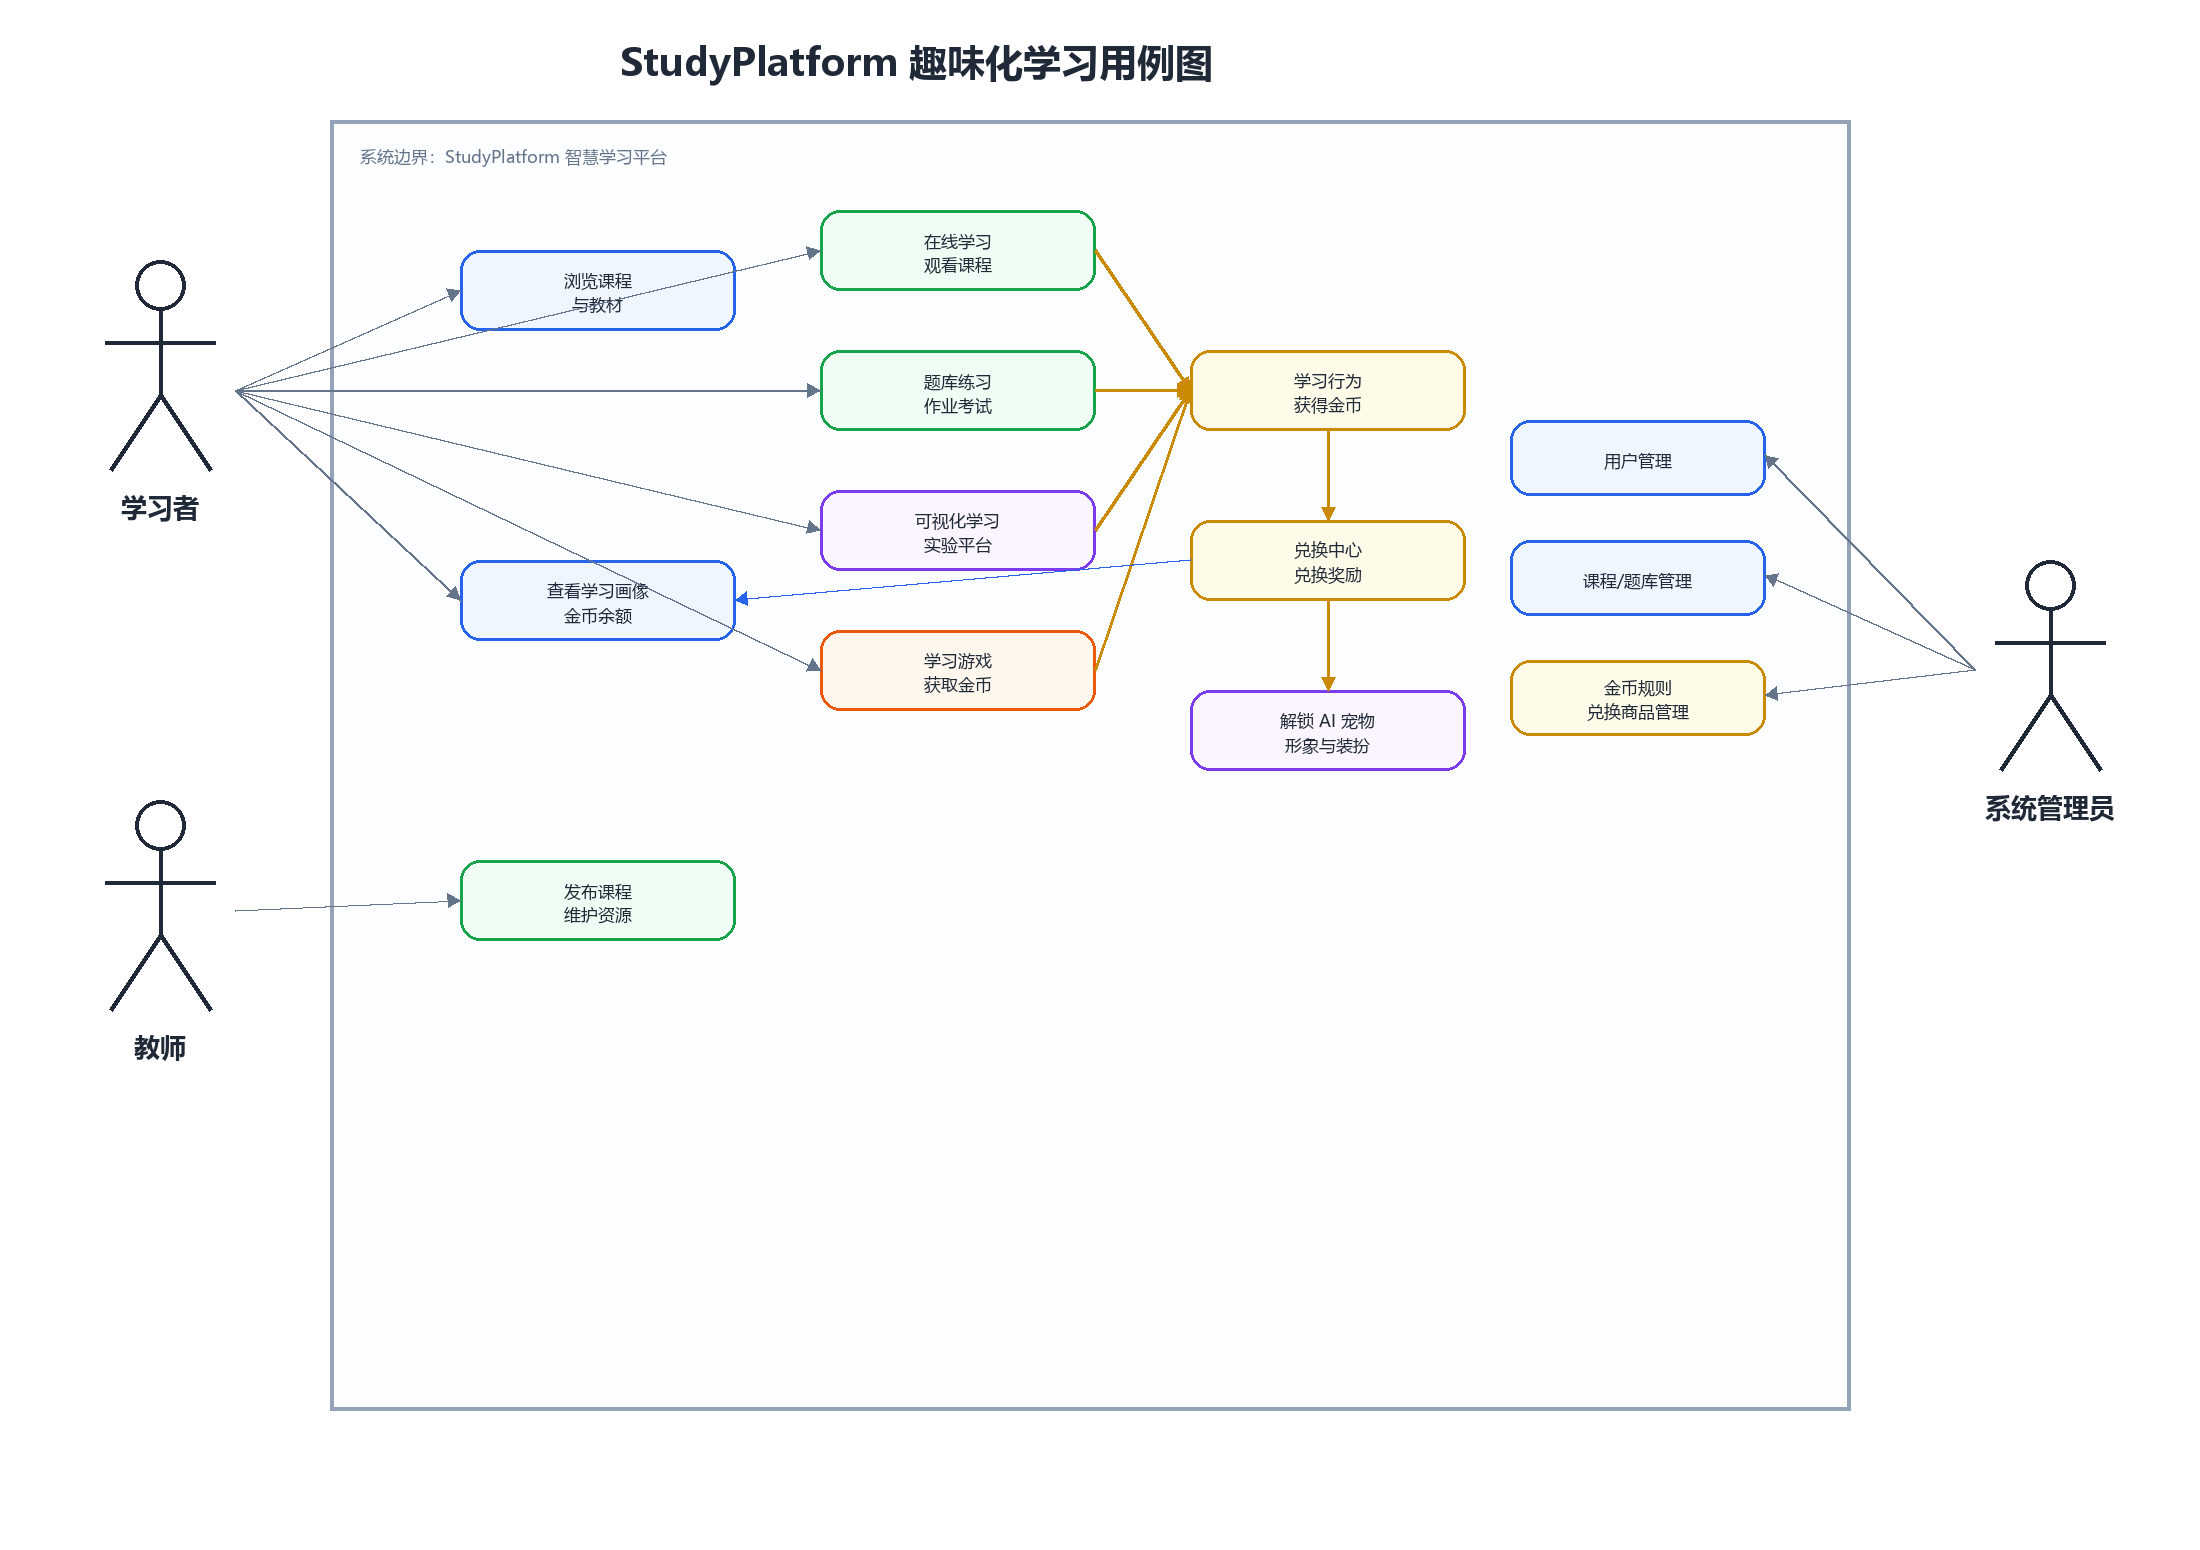 StudyPlatform 趣味化学习用例图
系统边界：StudyPlatform 智慧学习平台
浏览课程
与教材
在线学习
观看课程
题库练习
作业考试
学习行为
获得金币
用户管理
学习者
可视化学习
实验平台
兑换中心
兑换奖励
课程/题库管理
查看学习画像
金币余额
学习游戏
获取金币
金币规则
兑换商品管理
解锁 AI 宠物
形象与装扮
系统管理员
发布课程
维护资源
教师